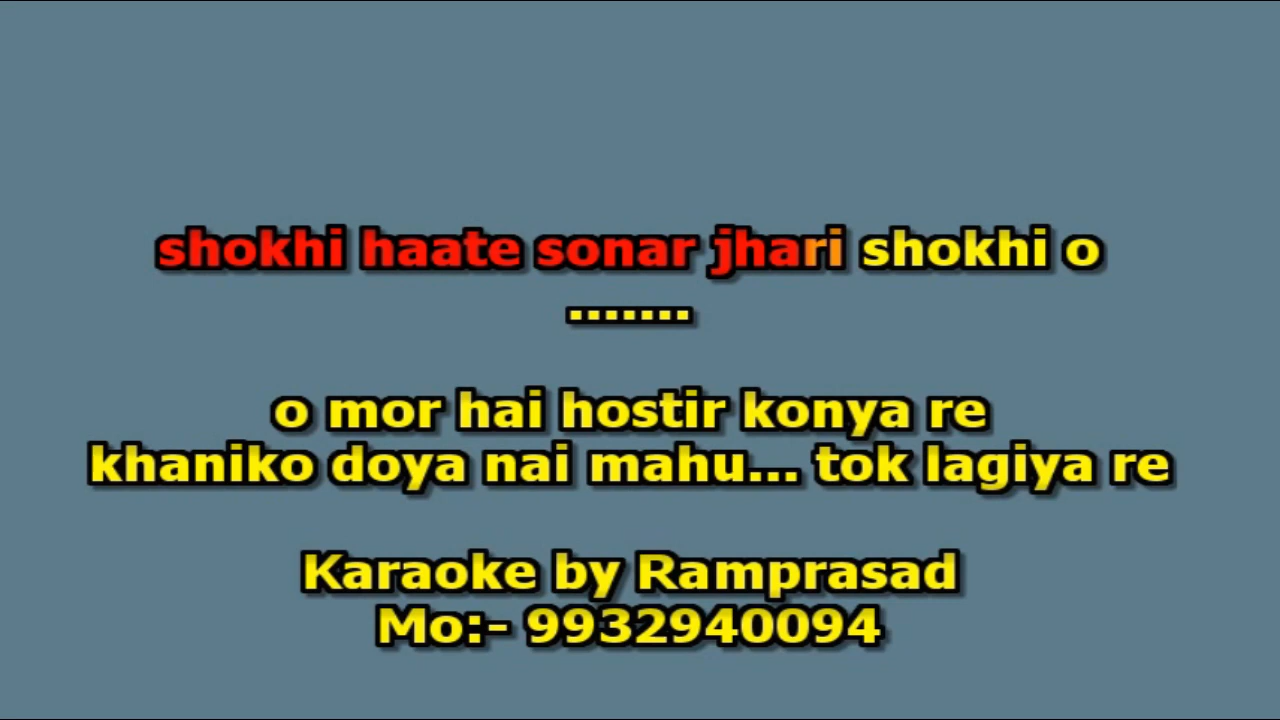 shokhi haate sonar jhari shokhi o
.......
o mor hai hostir konya re
khaniko doya nai mahu... tok lagiya re
Karaoke by Ramprasad
Mo:- 9932940094